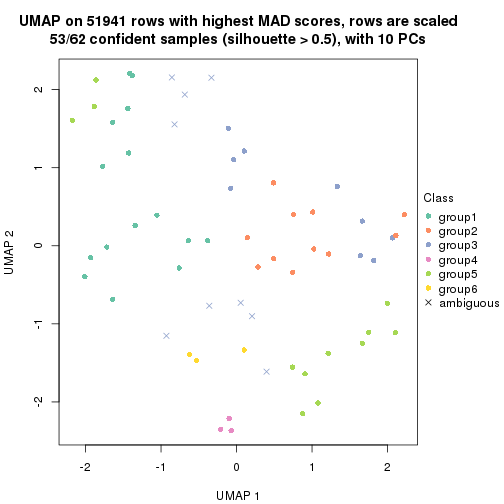 UMAP on 51941 rows with highest MAD scores, rows are scaled
53/62 confident samples (silhouette > 0.5), with 10 PCs
UMAP 2
2
1
0
-1
-2
-2
-1
0
1
2
UMAP 1
Class
group1
group2
group3
group4
group5
group6
ambiguous